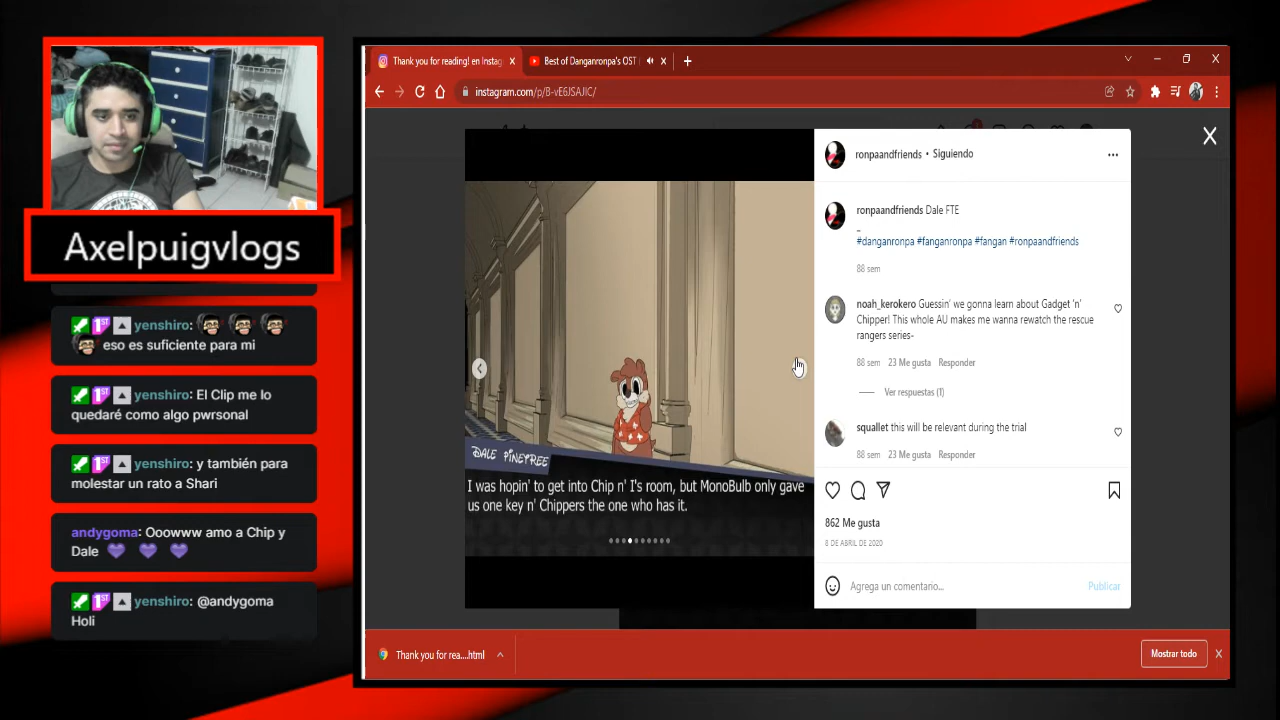 Axelpuigvlogs
yenshiro:
eso es suficiente para mi
yenshiro: El Clip me lo
quedaré como algo pwrsonal
yenshiro: y también para
molestar un rato a Shari
andygoma: Ooowww amo a Chip y
Dale
yenshiro: @andygoma
Holi
Thank you for reading! en Instag
Best of Danganronpa's OST
instagram.com/p/B-vE6JSAJIC/
DALE PINETREE
I was hopin' to get into Chip n' I's room, but MonoBulb only gave
us one key n' Chippers the one who has it.
ronpaandfriends • Siguiendo
ronpaandfriends Dale FTE
_
#danganronpa #fanganronpa #fangan #ronpaandfriends
88 sem
noah_kerokero Guessin' we gonna learn about Gadget 'n'
Chipper! This whole AU makes me wanna rewatch the rescue
rangers series-
88 sem 23 Me gusta Responder
Ver respuestas (1)
squallet this will be relevant during the trial
88 sem 23 Me gusta Responder
862 Me gusta
8 DE ABRIL DE 2020
Agrega un comentario...
Publicar
Thank you for rea....html
Mostrar todo